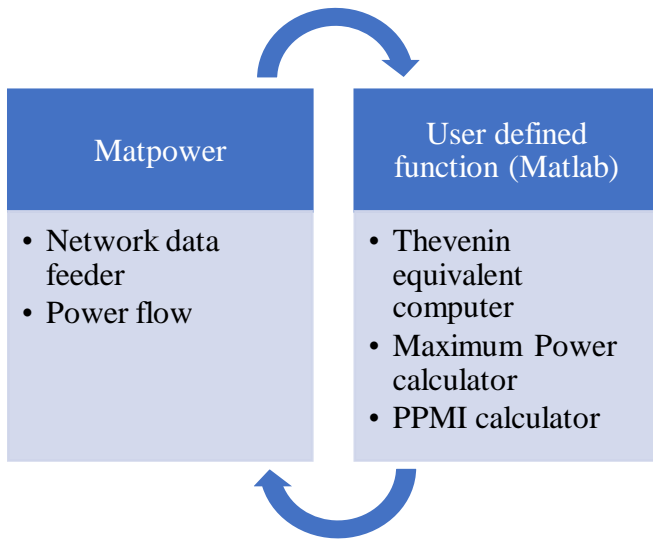 Matpower
• Network data
feeder
• Power flow
User defined
function (Matlab)
• Thevenin
equivalent
computer
• Maximum Power
calculator
• PPMI calculator